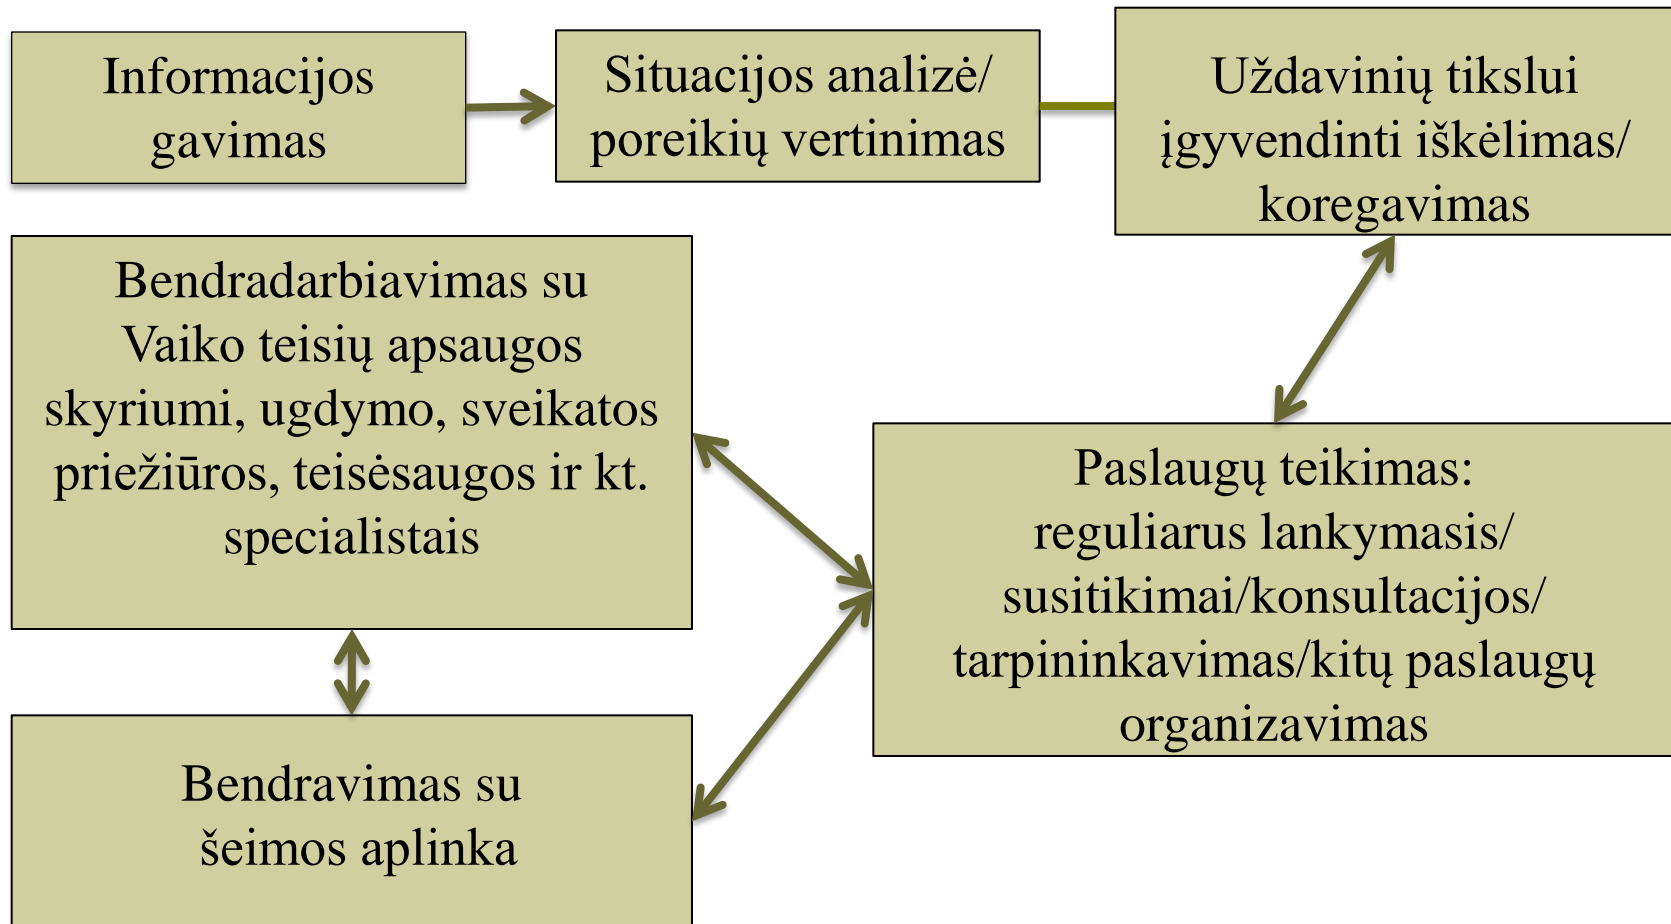 Informacijos
gavimas
Situacijos analizė/
poreikių vertinimas
Uždavinių tikslui
įgyvendinti iškėlimas/
koregavimas
Bendradarbiavimas su
Vaiko teisių apsaugos
skyriumi, ugdymo, sveikatos
priežiūros, teisėsaugos ir kt.
specialistais
Paslaugų teikimas:
reguliarus lankymasis/
susitikimai/konsultacijos/
tarpininkavimas/kitų paslaugų
organizavimas
Bendravimas su
šeimos aplinka